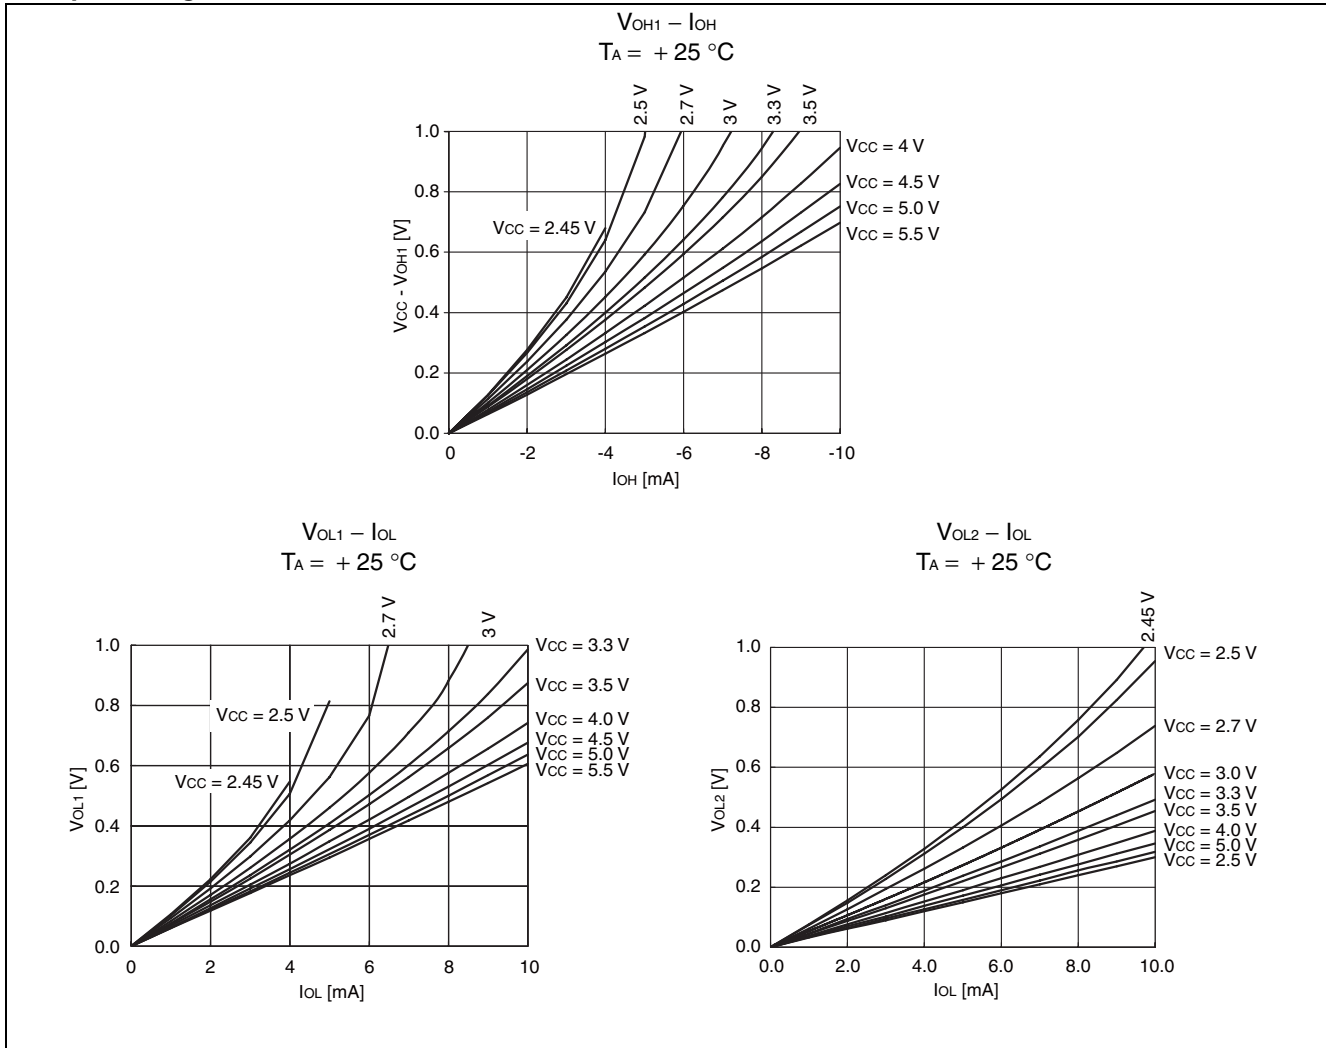 VOH1 – IOH
TA = + 25 °C
2.5 V
2.7 V
3 V
3.3 V
3.5 V
1.0
0.8
0.6
0.4
0.2
0.0
VCC - VOH1 [V]
VCC = 2.45 V
VCC = 4 V
VCC = 4.5 V
VCC = 5.0 V
VCC = 5.5 V
0 -2 -4 -6 -8 -10
IOH [mA]
VOL1 – IOL
TA = + 25 °C
2.7 V
3 V
1.0
0.8
0.6
0.4
0.2
0.0
VOL1 [V]
VCC = 2.5 V
VCC = 2.45 V
VCC = 3.3 V
VCC = 3.5 V
VCC = 4.0 V
VCC = 4.5 V
VCC = 5.0 V
VCC = 5.5 V
0 2 4 6 8 10
IOL [mA]
VOL2 – IOL
TA = + 25 °C
2.45 V
1.0
0.8
0.6
0.4
0.2
0.0
VOL2 [V]
VCC = 2.5 V
VCC = 2.7 V
VCC = 3.0 V
VCC = 3.3 V
VCC = 3.5 V
VCC = 4.0 V
VCC = 5.0 V
VCC = 2.5 V
0.0 2.0 4.0 6.0 8.0 10.0
IOL [mA]